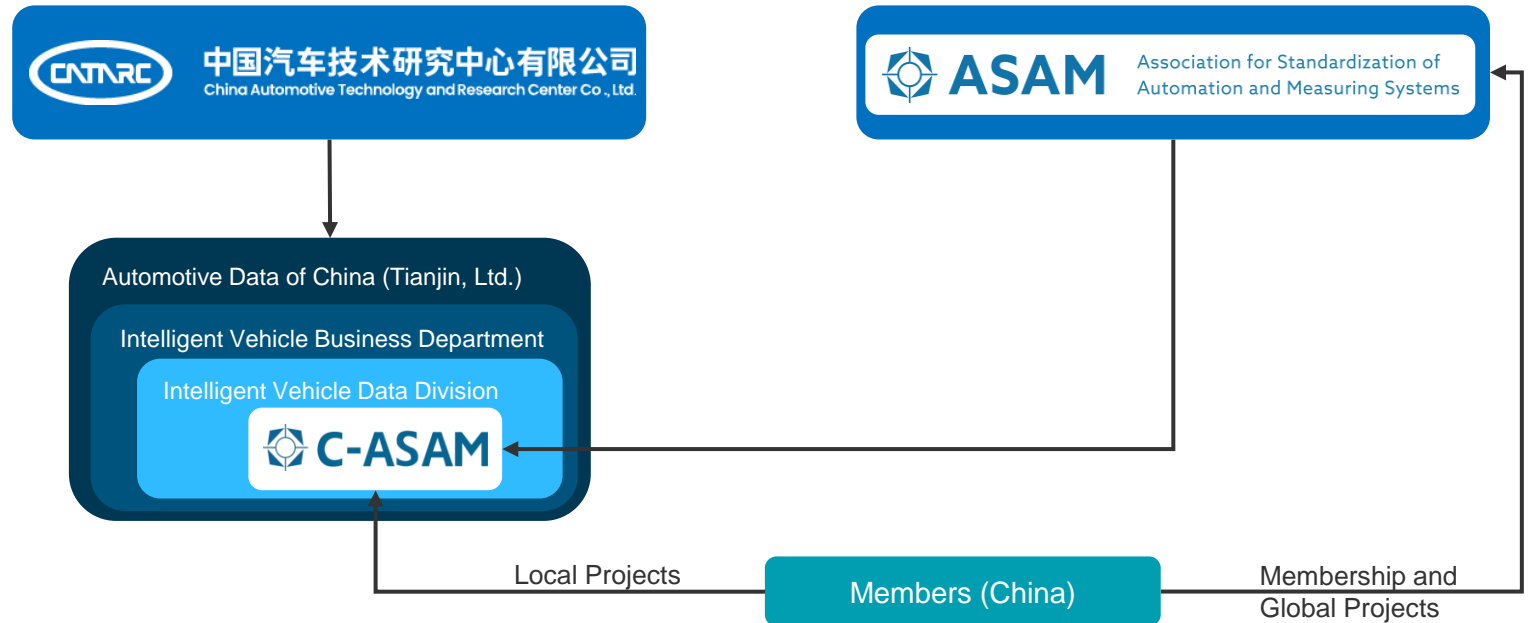 CATARC
中国汽车技术研究中心有限公司
China Automotive Technology and Research Center Co., Ltd.
ASAM
Association for Standardization of
Automation and Measuring Systems
Automotive Data of China (Tianjin, Ltd.)
Intelligent Vehicle Business Department
Intelligent Vehicle Data Division
C-ASAM
Local Projects
Members (China)
Membership and
Global Projects